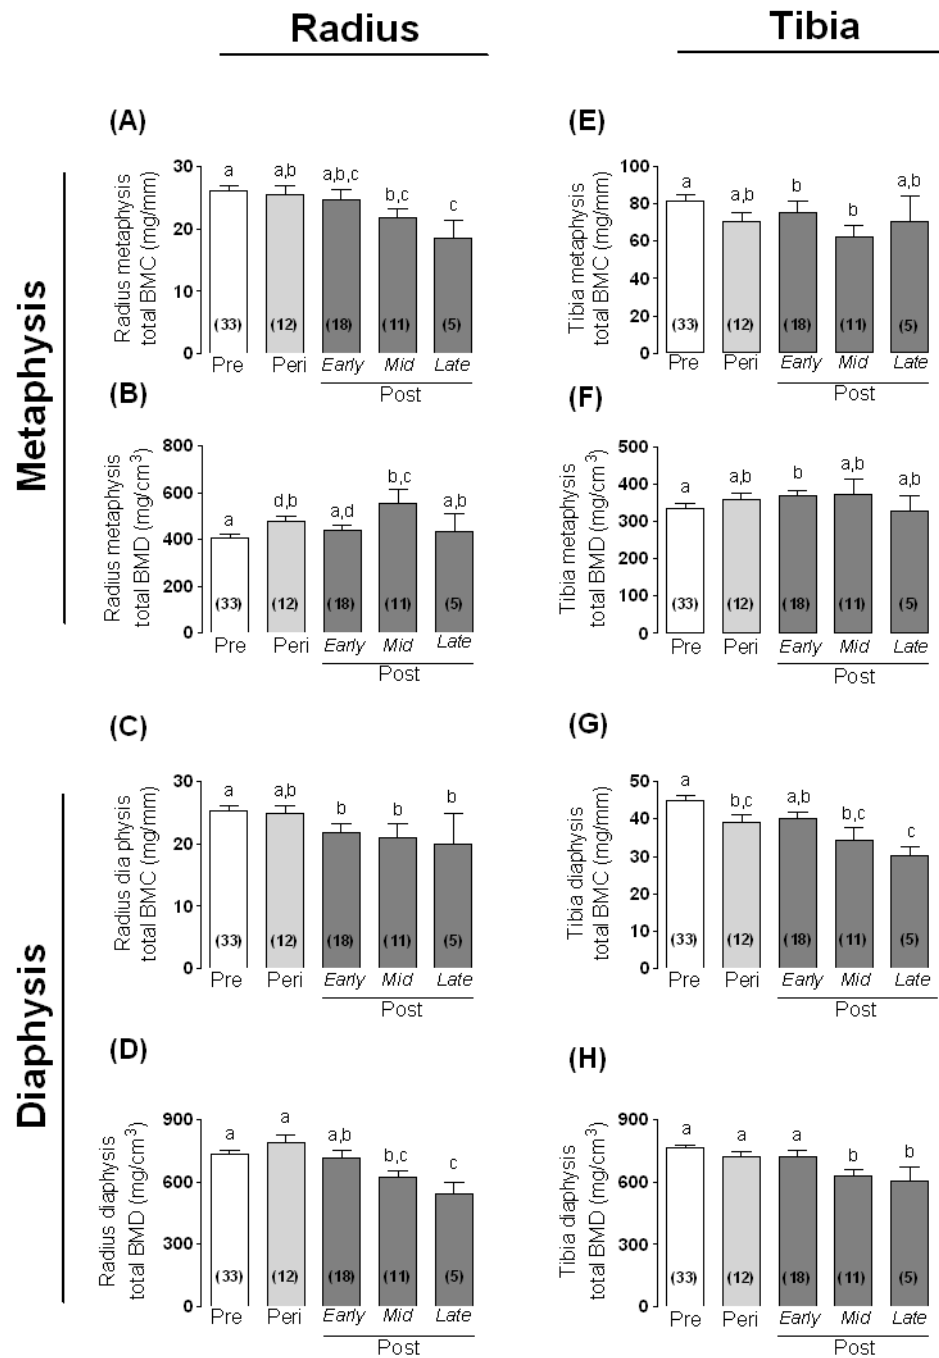 Radius
Tibia
Metaphysis
Diaphysis
(A)
Radius metaphysis
total BMC (mg/mm)
30
20
10
0
a
a,b
a,b,c
b,c
c
(33)
(12)
(18)
(11)
(5)
Pre
Peri
Early
Mid
Late
Post
(E)
Tibia metaphysis
total BMC (mg/mm)
100
80
60
40
20
0
a
a,b
b
b
a,b
(33)
(12)
(18)
(11)
(5)
Pre
Peri
Early
Mid
Late
Post
(B)
Radius metaphysis
total BMD (mg/cm³)
800
600
400
200
0
a
d,b
a,d
b,c
a,b
(33)
(12)
(18)
(11)
(5)
Pre
Peri
Early
Mid
Late
Post
(F)
Tibia metaphysis
total BMD (mg/cm³)
500
400
300
200
100
0
a
a,b
b
a,b
a,b
(33)
(12)
(18)
(11)
(5)
Pre
Peri
Early
Mid
Late
Post
(C)
Radius dia physis
total BMC (mg/mm)
30
20
10
0
a
a,b
b
b
b
(33)
(12)
(18)
(11)
(5)
Pre
Peri
Early
Mid
Late
Post
(G)
Tibia diaphysis
total BMC (mg/mm)
50
40
30
20
10
0
a
b,c
a,b
b,c
c
(33)
(12)
(18)
(11)
(5)
Pre
Peri
Early
Mid
Late
Post
(D)
Radius diaphysis
total BMD (mg/cm³)
900
600
300
0
a
a
a,b
b,c
c
(33)
(12)
(18)
(11)
(5)
Pre
Peri
Early
Mid
Late
Post
(H)
Tibia diaphysis
total BMD (mg/cm³)
900
600
300
0
a
a
a
b
b
(33)
(12)
(18)
(11)
(5)
Pre
Peri
Early
Mid
Late
Post